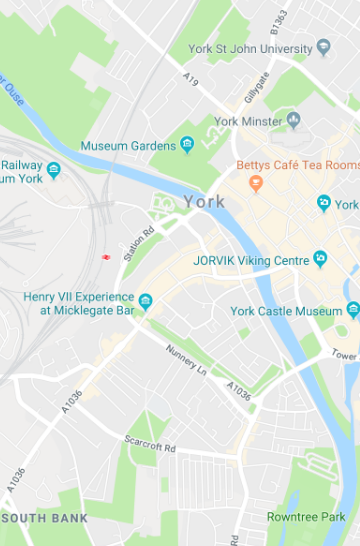 B1363
York St John University
A19
Gillygate
er Ouse
York Minster
Museum Gardens
Railway
um York
Bettys Café Tea Rooms
York
York
Station Rd
JORVIK Viking Centre
Henry VII Experience
at Micklegate Bar
York Castle Museum
Nunnery Ln
Tower
A1036
A1036
Scarcroft Rd
A1036
SOUTH BANK
Rowntree Park
Rd